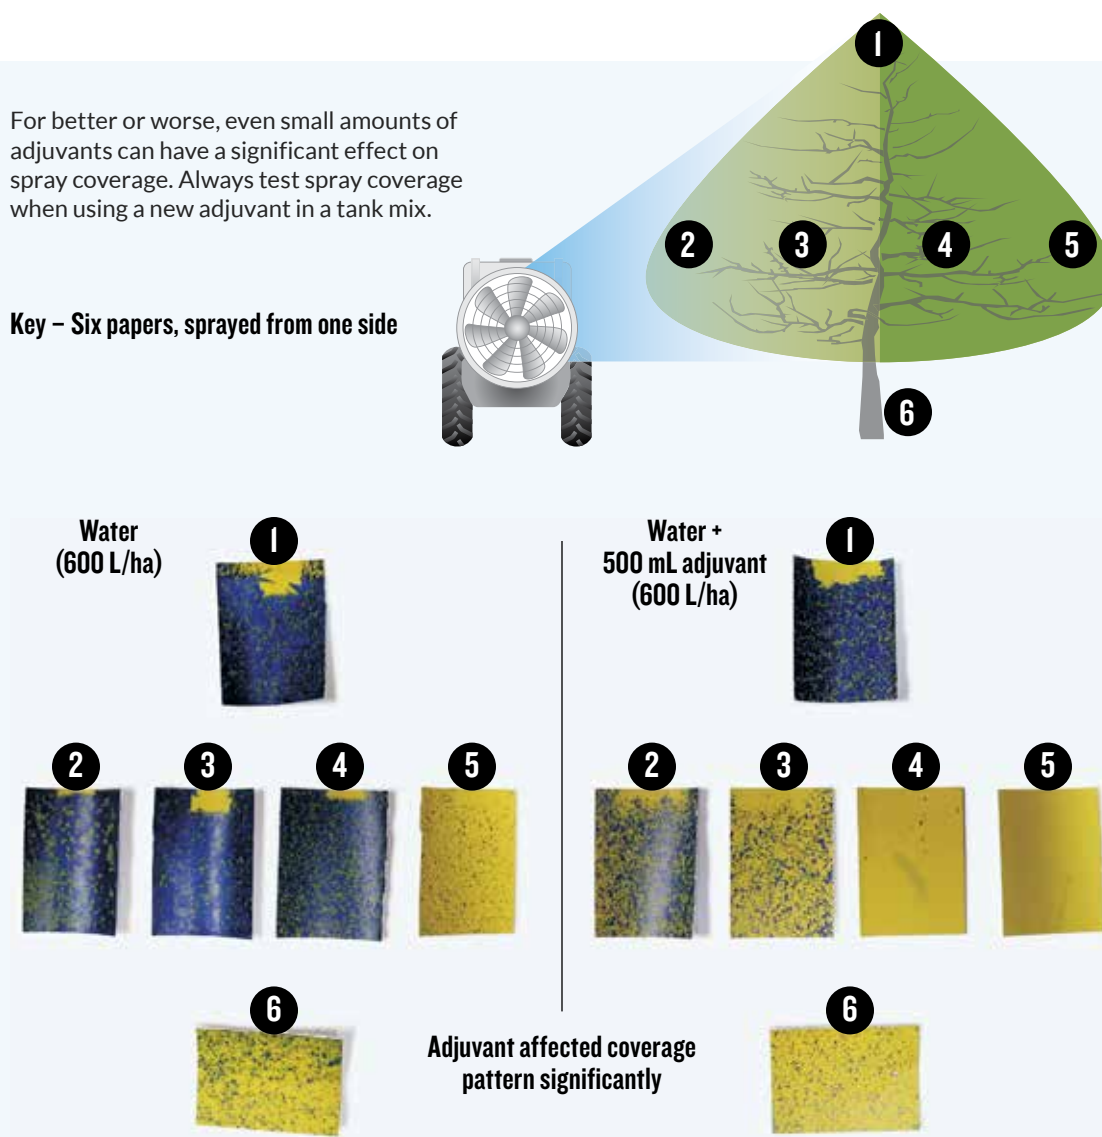 1
For better or worse, even small amounts of
adjuvants can have a significant effect on
spray coverage. Always test spray coverage
when using a new adjuvant in a tank mix.
2
3
4
5
Key – Six papers, sprayed from one side
6
Water
(600 L/ha)
1
2
3
4
5
6
Water +
500 mL adjuvant
(600 L/ha)
1
2
3
4
5
6
Adjuvant affected coverage
pattern significantly